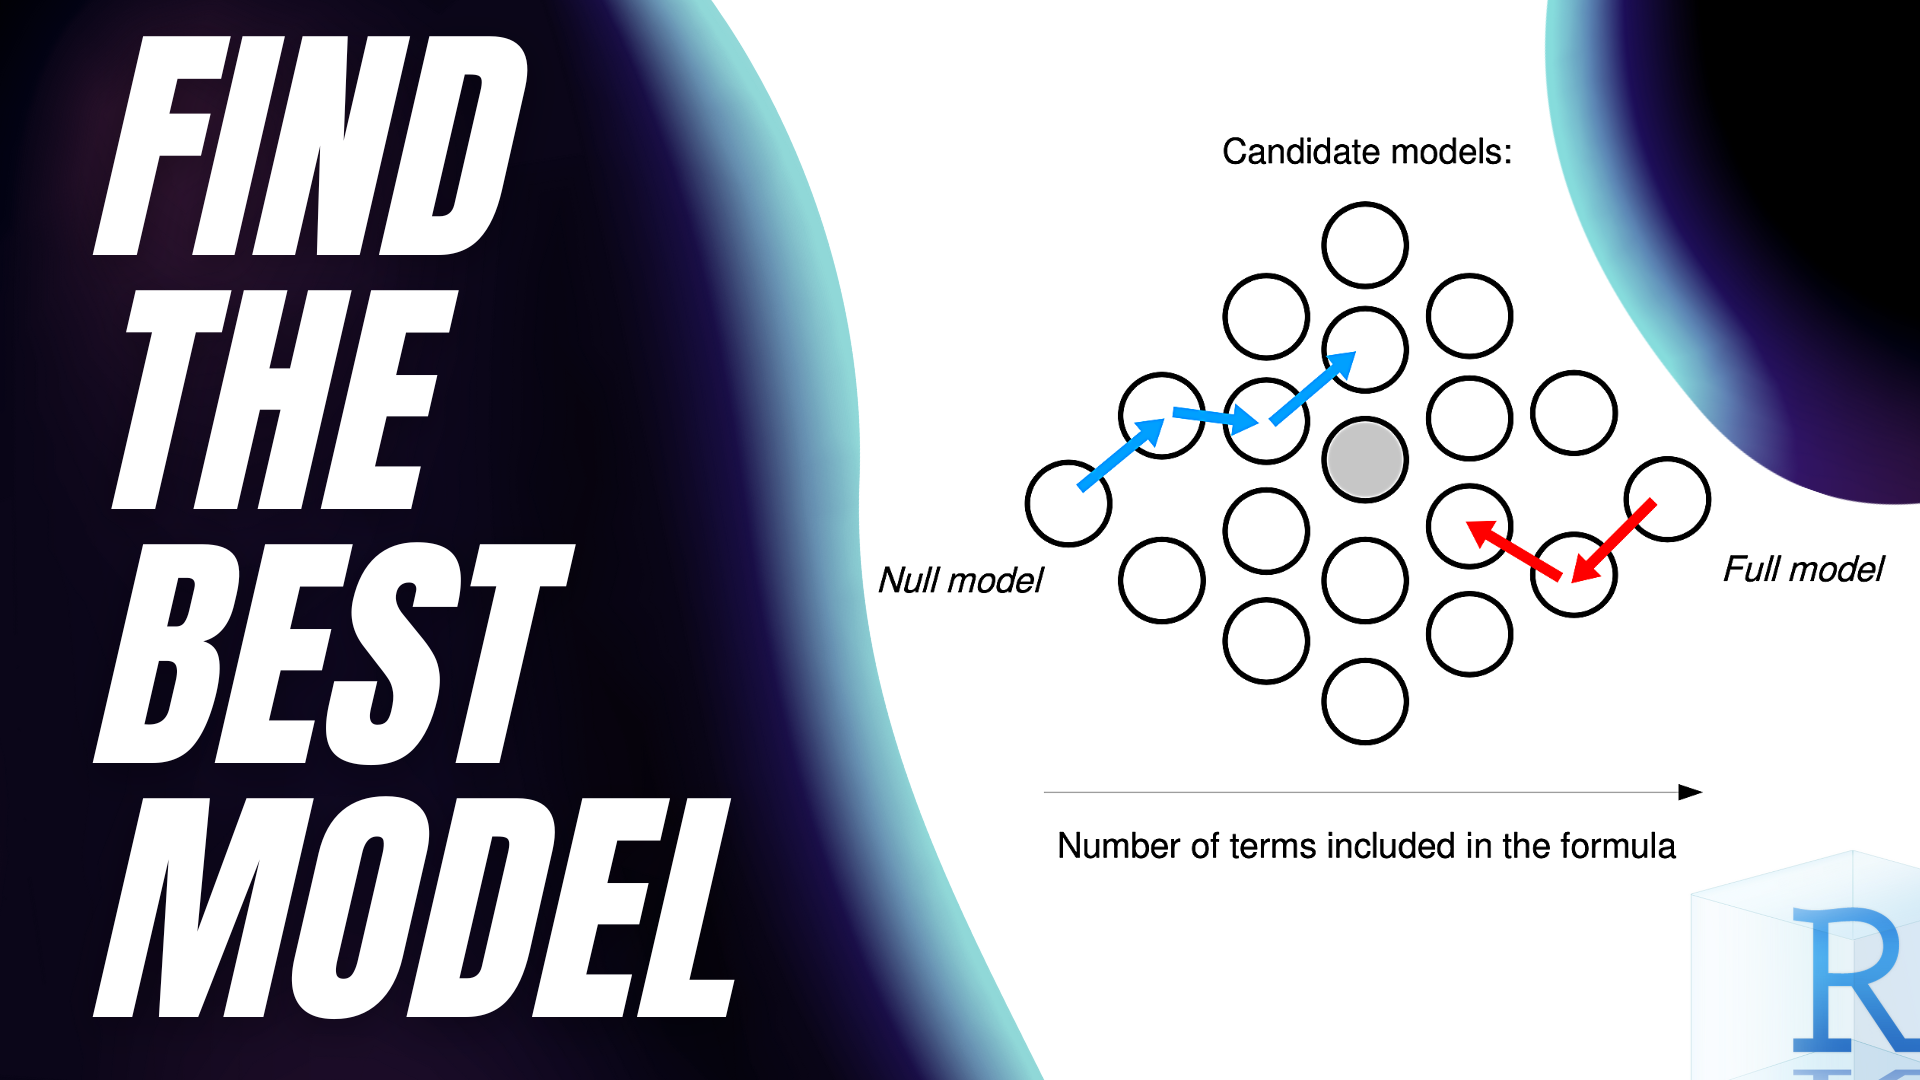 FIND
THE
BEST
MODEL
Candidate models:
Null model
Full model
Number of terms included in the formula
R